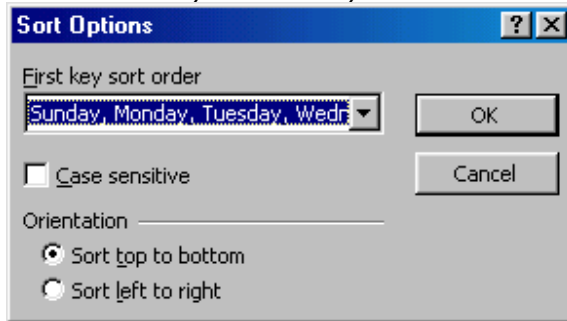 Sort Options
First key sort order
Sunday, Monday, Tuesday, Wedn
OK
Case sensitive
Cancel
Orientation
Sort top to bottom
Sort left to right